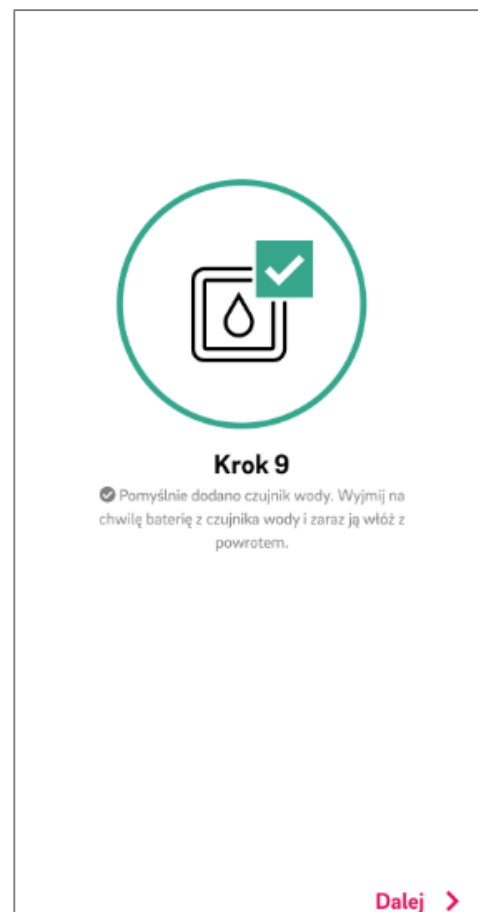 Krok 9
Pomyślnie dodano czujnik wody. Wyjmij na
chwilę baterię z czujnika wody i zaraz ją włóż z
powrotem.
Dalej